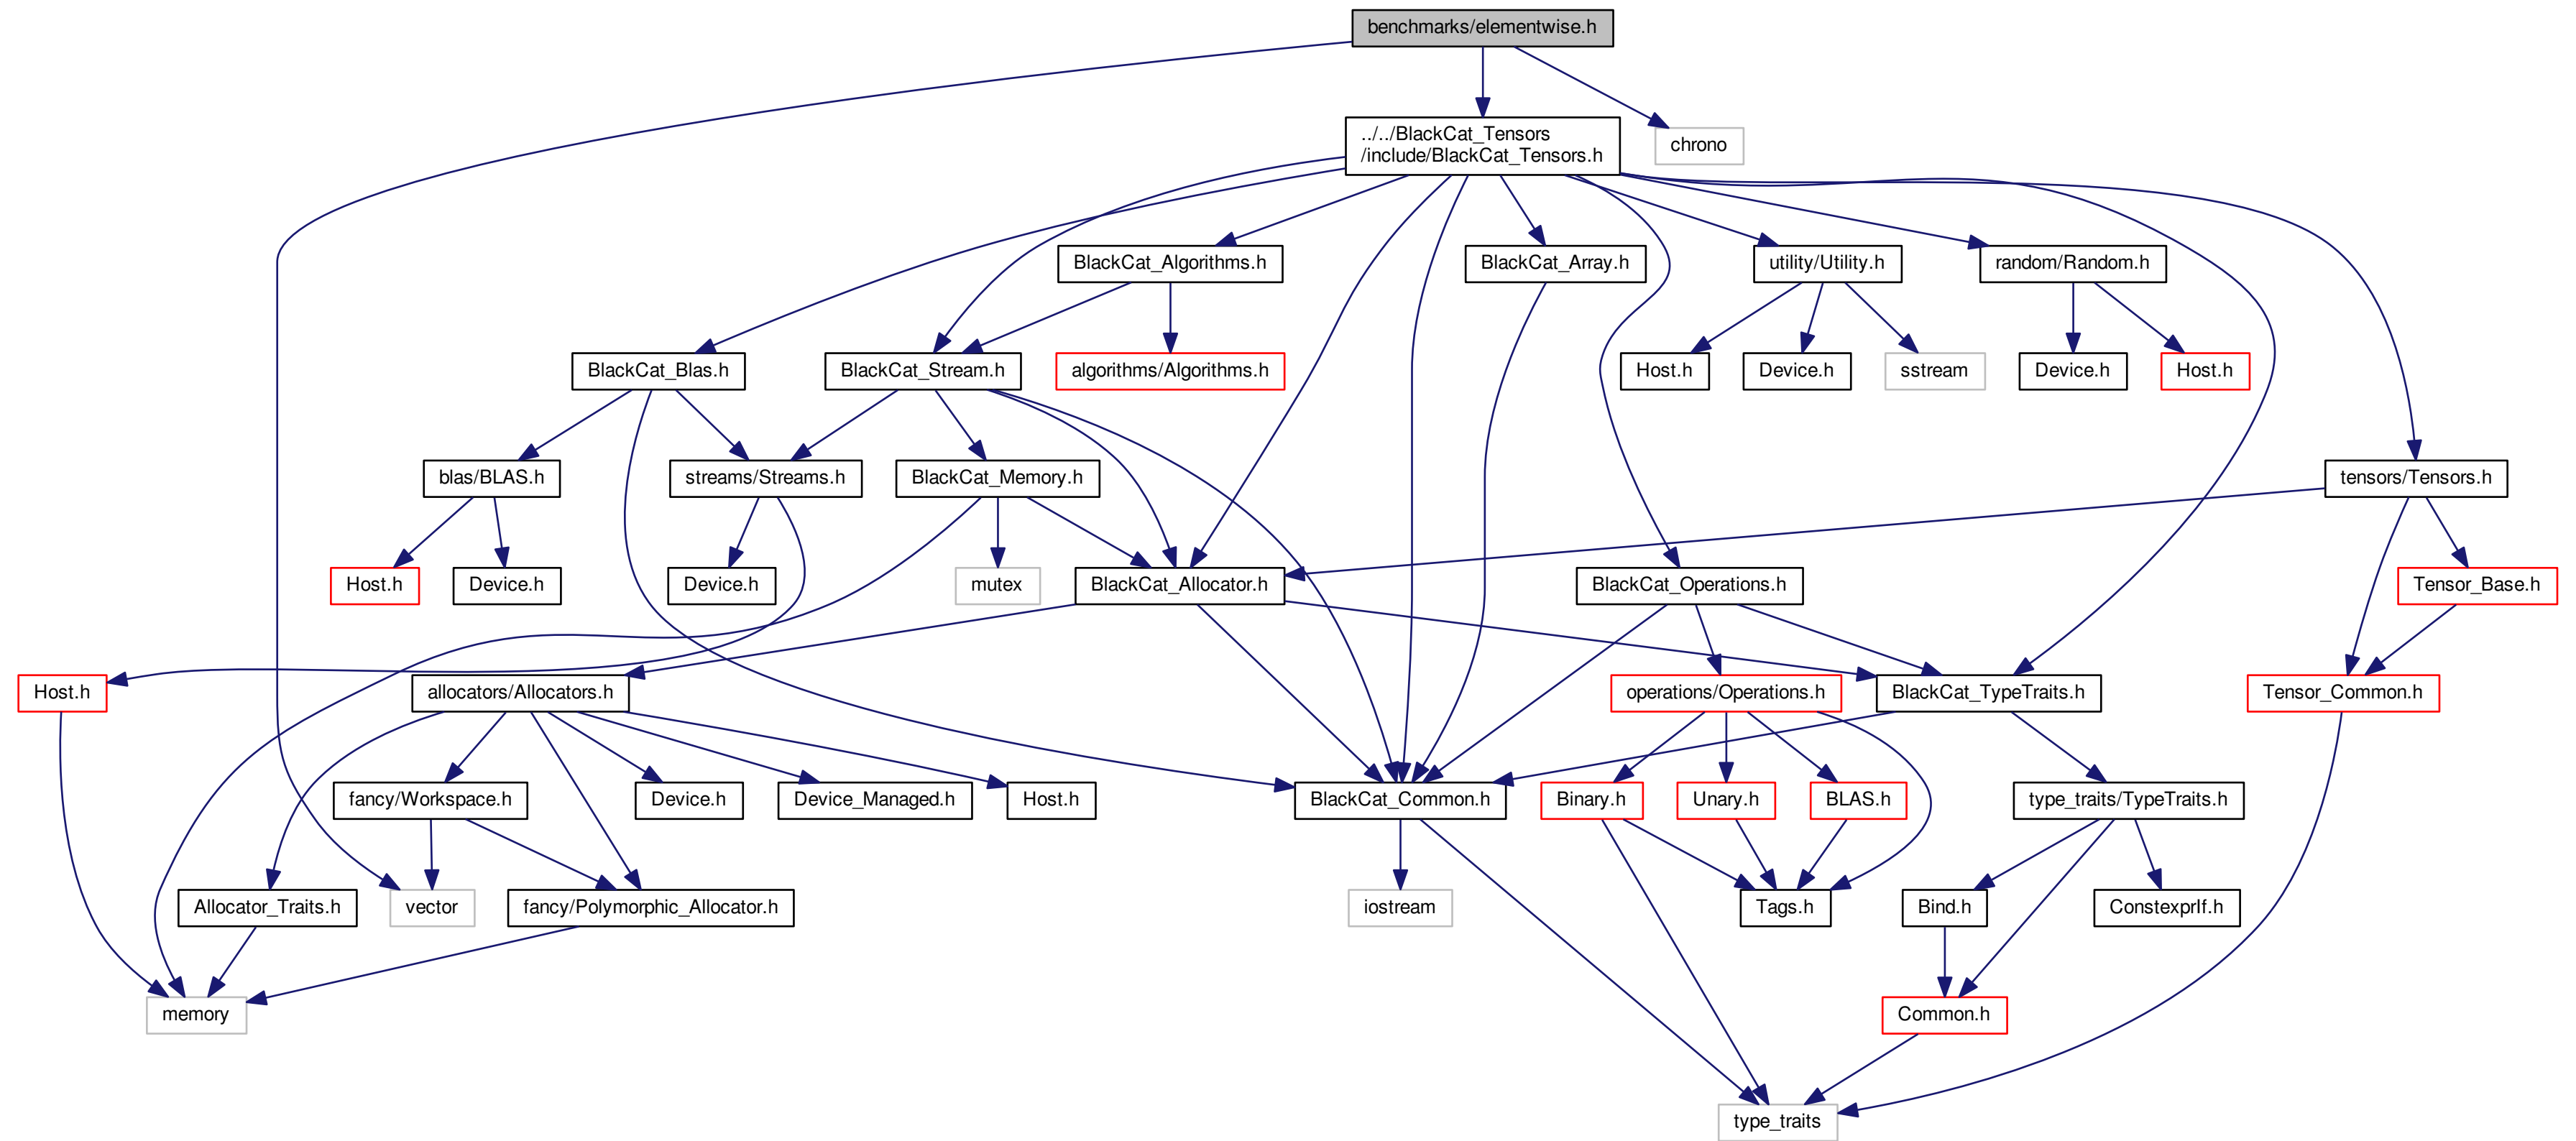 benchmarks/elementwise.h
../../BlackCat_Tensors
/include/BlackCat_Tensors.h
chrono
BlackCat_Algorithms.h
BlackCat_Array.h
utility/Utility.h
random/Random.h
BlackCat_Blas.h
BlackCat_Stream.h
algorithms/Algorithms.h
Host.h
Device.h
sstream
Device.h
Host.h
blas/BLAS.h
streams/Streams.h
BlackCat_Memory.h
tensors/Tensors.h
Host.h
Device.h
Device.h
mutex
BlackCat_Allocator.h
BlackCat_Operations.h
Tensor_Base.h
Host.h
allocators/Allocators.h
operations/Operations.h
BlackCat_TypeTraits.h
Tensor_Common.h
fancy/Workspace.h
Device.h
Device_Managed.h
Host.h
BlackCat_Common.h
Binary.h
Unary.h
BLAS.h
type_traits/TypeTraits.h
Allocator_Traits.h
vector
fancy/Polymorphic_Allocator.h
iostream
Tags.h
Bind.h
ConstexprIf.h
memory
Common.h
type_traits